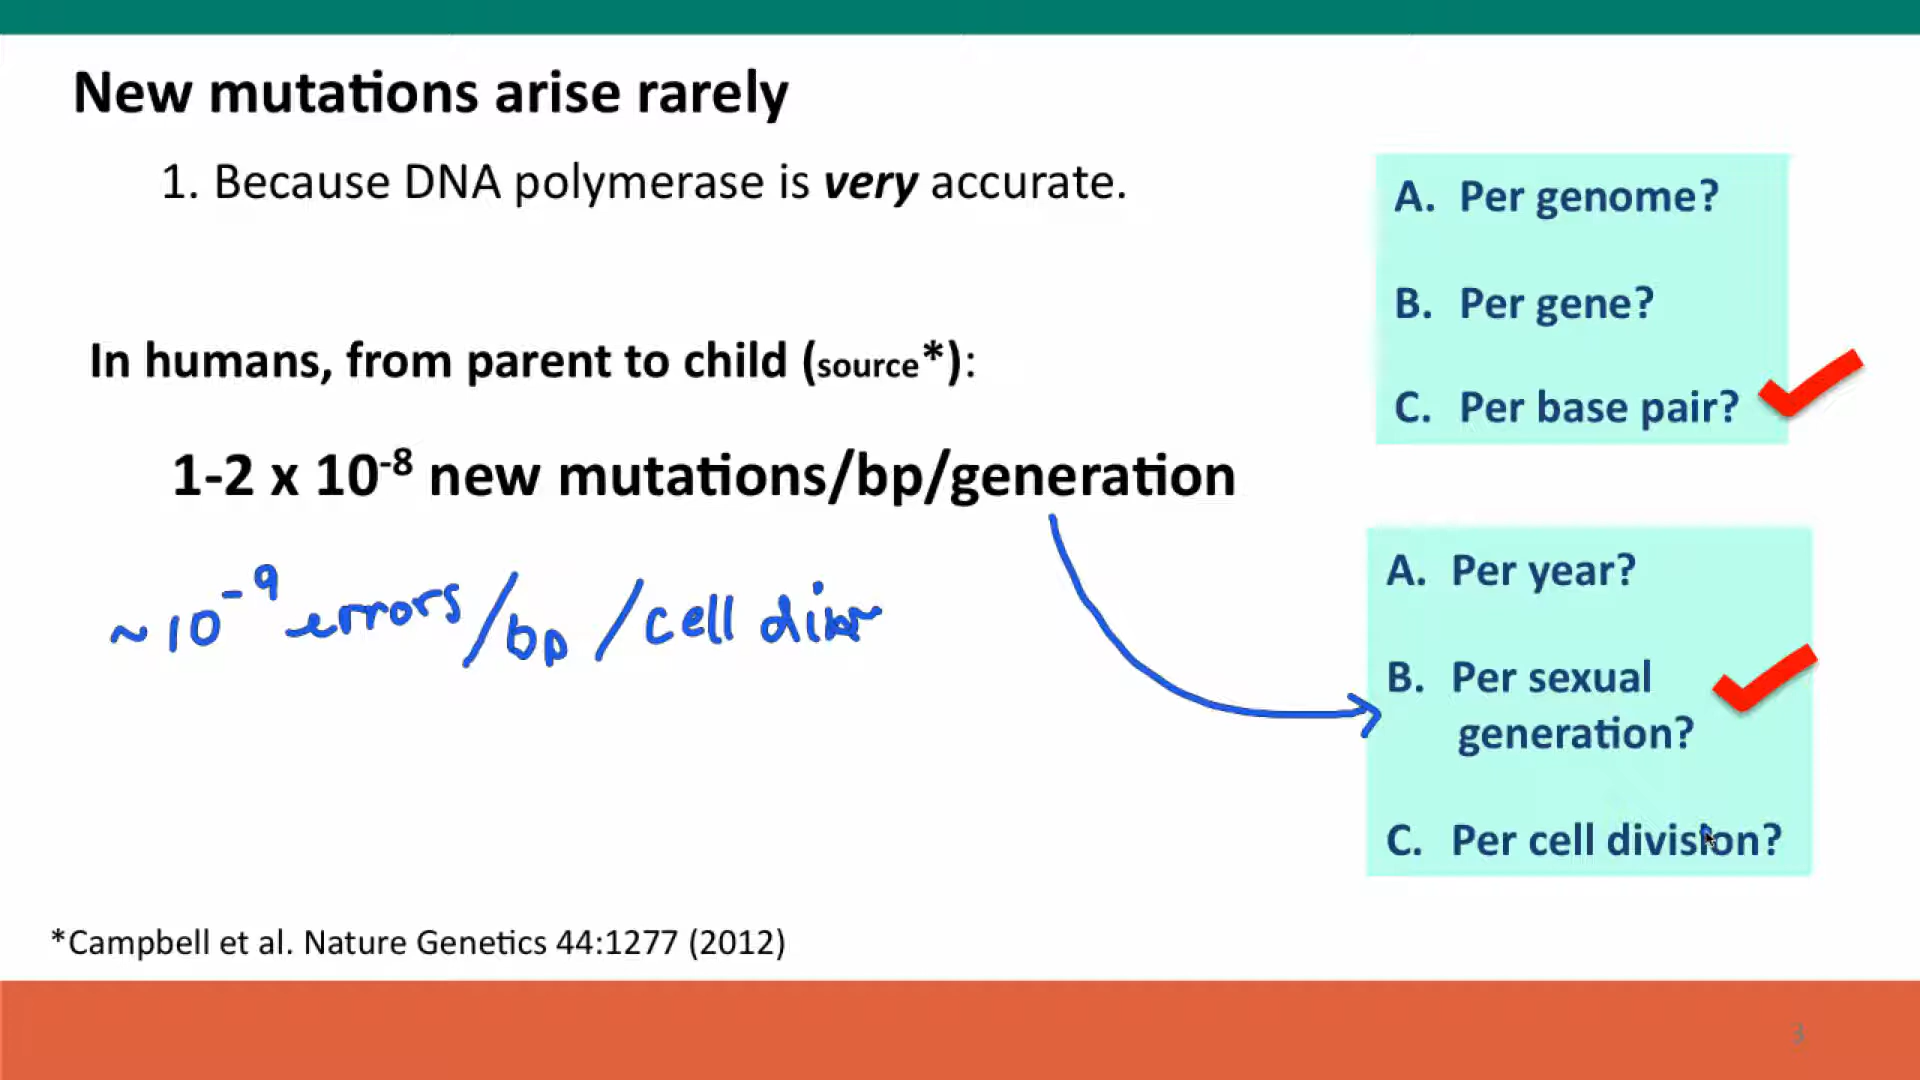 New mutations arise rarely
1. Because DNA polymerase is very accurate.
In humans, from parent to child (source*):
1-2 x 10⁻⁸ new mutations/bp/generation
~10⁻⁹ errors/bp/cell
A. Per genome?
B. Per gene?
C. Per base pair?
A. Per year?
B. Per sexual
generation?
C. Per cell division?
*Campbell et al. Nature Genetics 44:1277 (2012)
3